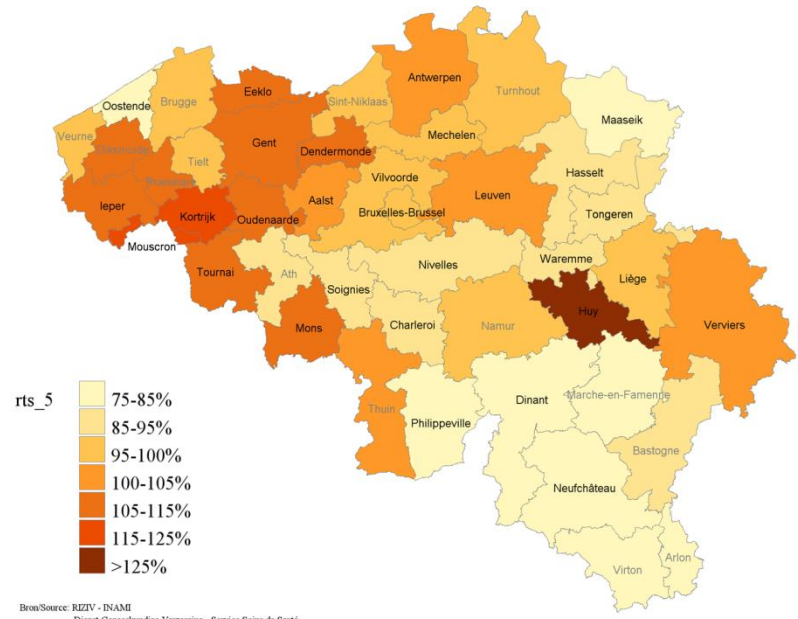 Antwerpen
Eeklo
Sint-Niklaas
Turnhout
Oostende
Brugge
Maaseik
Veurne
Gent
Dendermonde
Mechelen
Tielt
Vilvoorde
Hasselt
Ieper
Kortrijk
Oudenaarde
Aalst
Bruxelles-Brussel
Leuven
Tongeren
Mouscron
Tournai
Ath
Nivelles
Waremme
Liège
Soignies
Huy
Mons
Charleroi
Namur
Verviers
Thuin
Philippeville
Dinant
Marche-en-Famenne
Bastogne
Neufchâteau
Virton
Arlon
rts_5
75-85%
85-95%
95-100%
100-105%
105-115%
115-125%
>125%
Bron/Source: RIZIV - INAMI